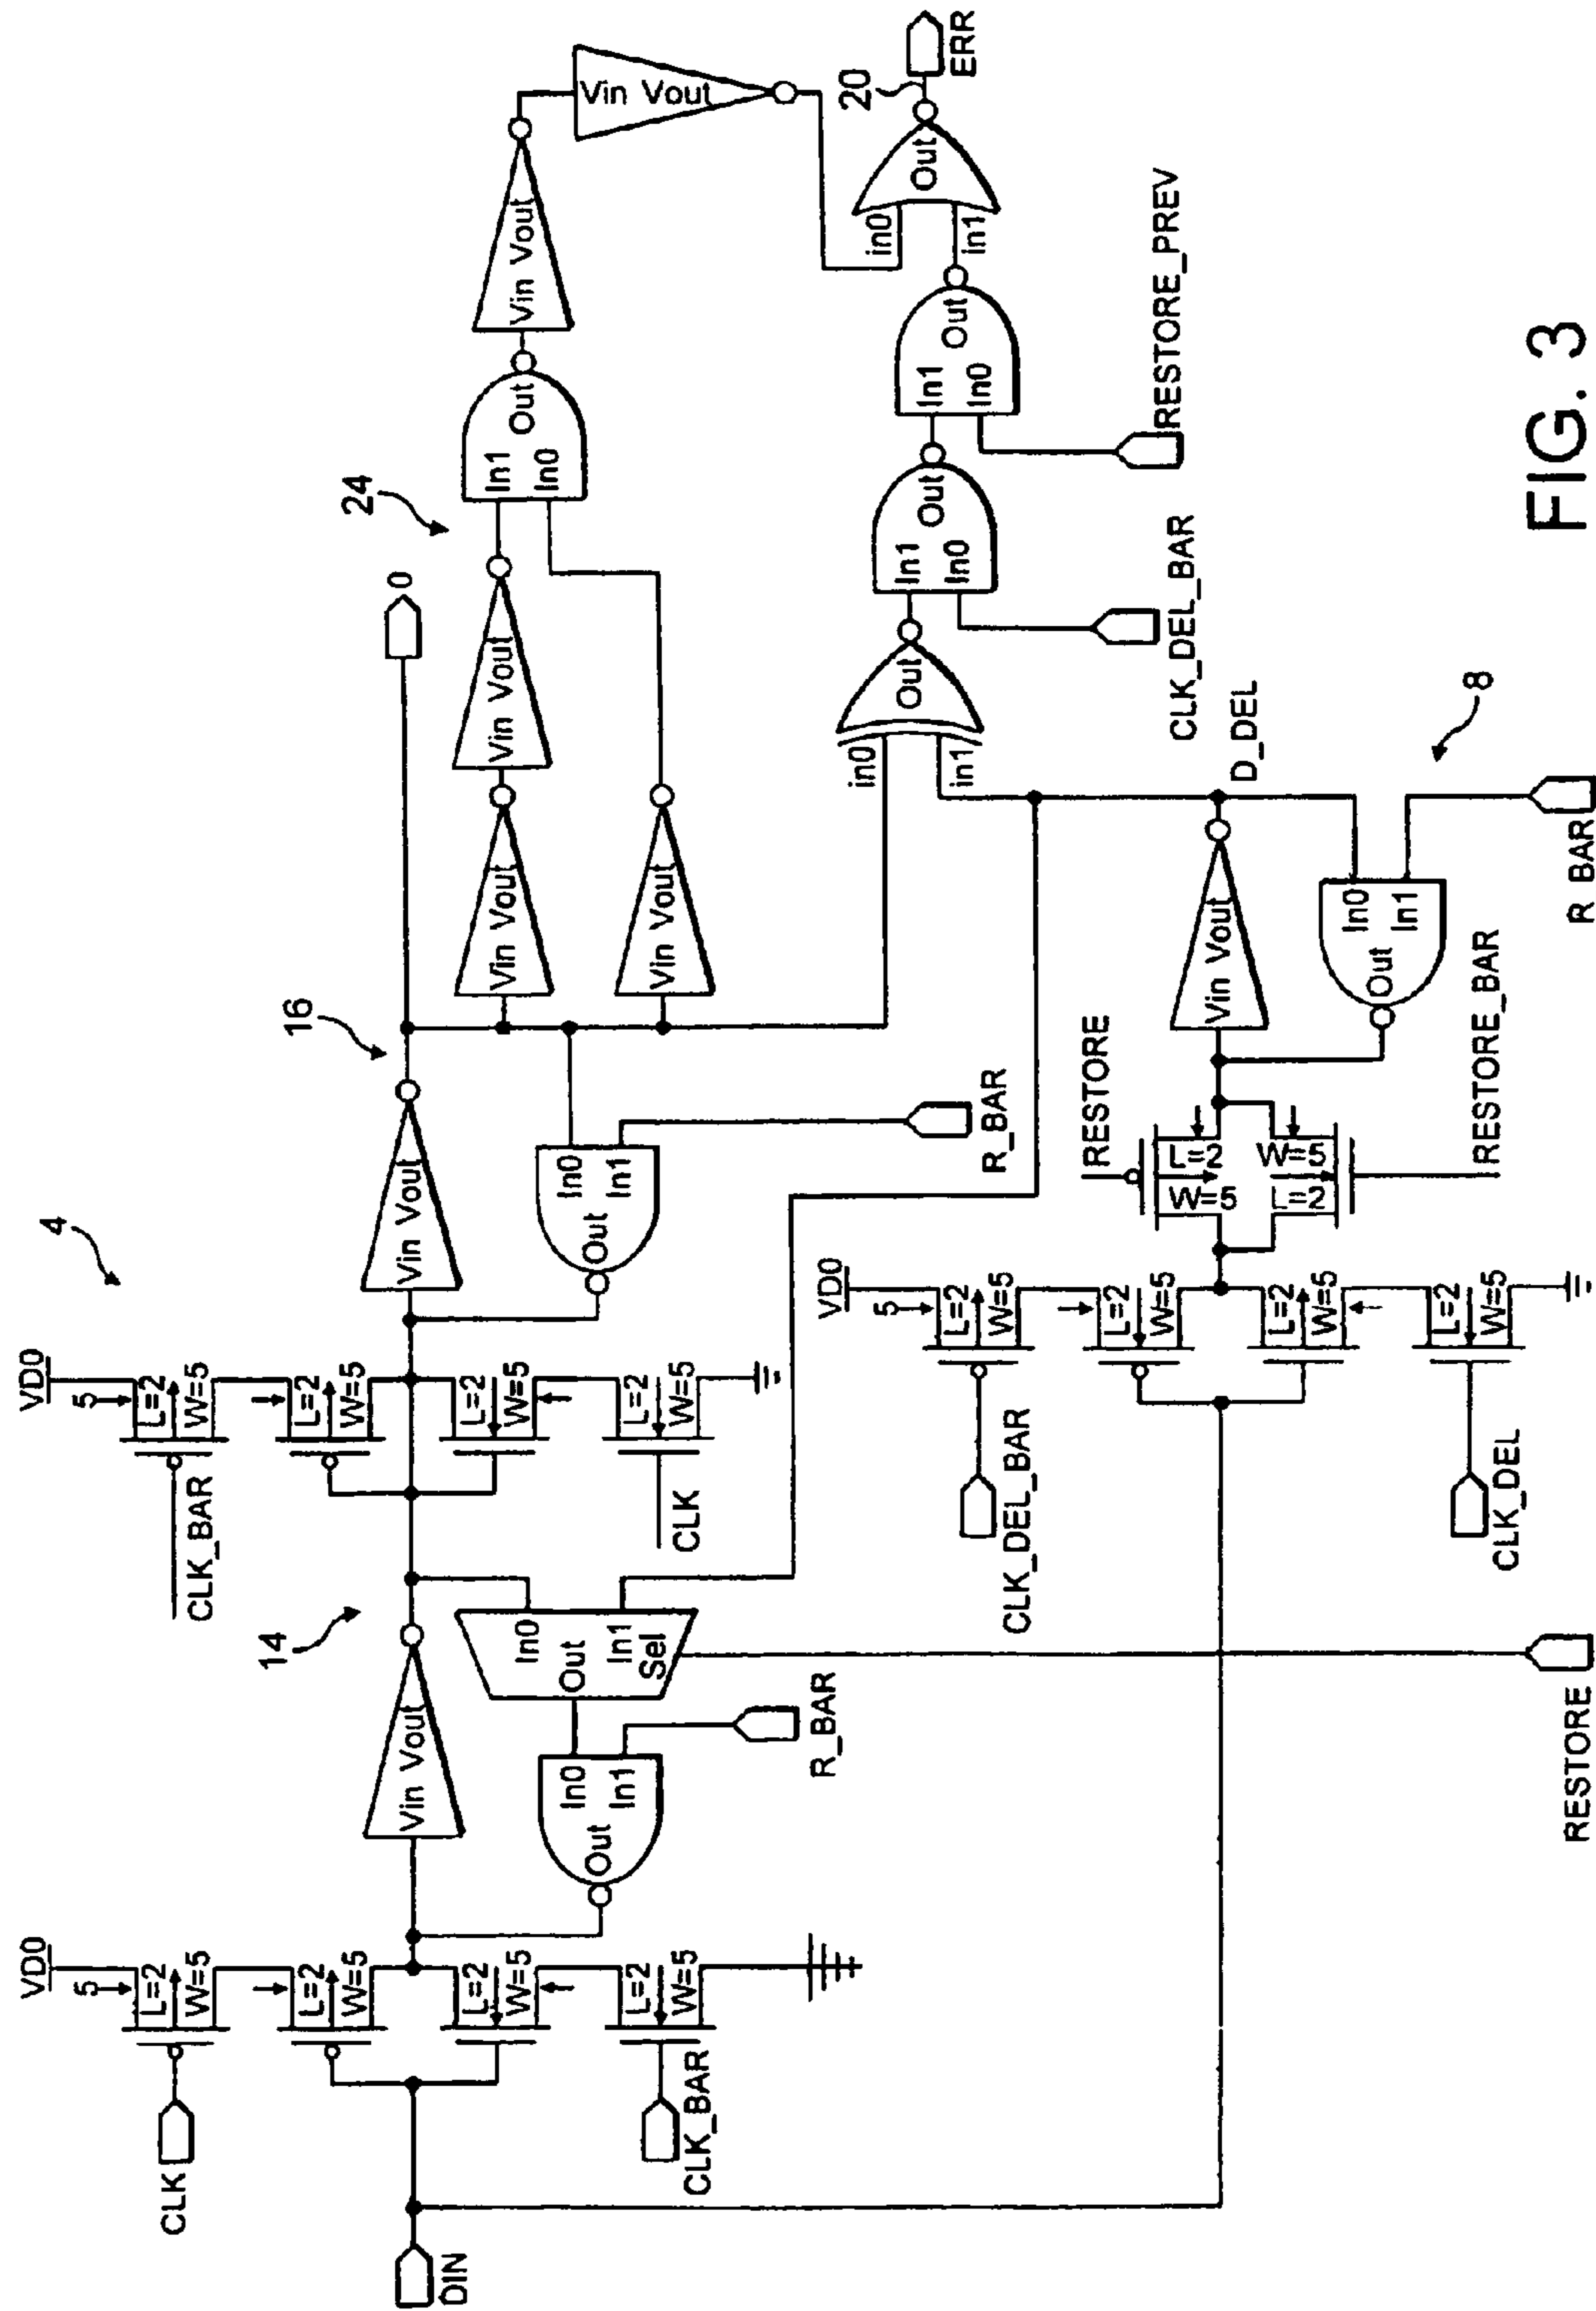 4
VD0
5
L=2
W=5
L=2
W=5
L=2
W=5
L=2
W=5
CLK
CLK_BAR
DIN
14
Vin Vout
In0
In1
Out
Sel
Out
In0
In1
R_BAR
RESTORE
VD0
5
L=2
W=5
L=2
W=5
L=2
W=5
L=2
W=5
CLK_BAR
CLK
16
Vin Vout
Out
In0
In1
R_BAR
0
24
Vin Vout
Vin Vout
Vin Vout
In1
In0
Out
Vin Vout
Vin Vout
in0
in1
Out
In1
In0
Out
CLK_DEL_BAR
In1
In0
Out
RESTORE_PREV
in0
in1
Out
20
ERR
VD0
5
L=2
W=5
L=2
W=5
L=2
W=5
L=2
W=5
CLK_DEL_BAR
CLK_DEL
RESTORE
L=2
W=5
W=5
L=2
RESTORE_BAR
Vin Vout
D_DEL
8
Out
In0
In1
R_BAR
FIG. 3